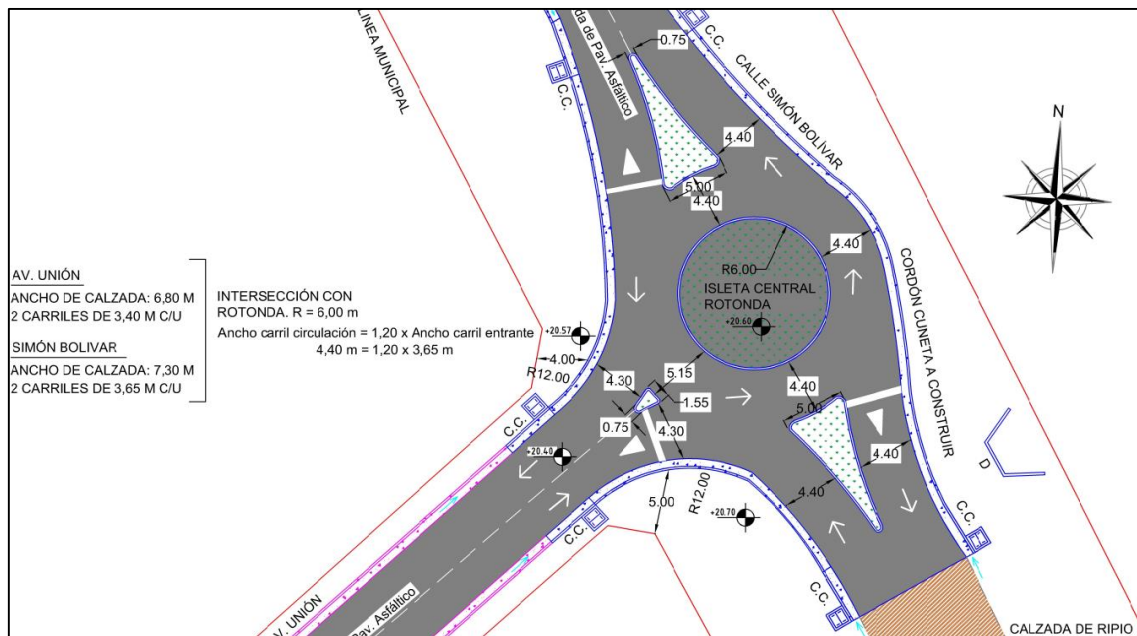 LINEA MUNICIPAL
da de Pav. Asfáltico
0.75
C.C.
CALLE SIMÓN BOLÍVAR
C.C.
4.40
N
5.00
4.40
4.40
AV. UNIÓN
ANCHO DE CALZADA: 6,80 M
2 CARRILES DE 3,40 M C/U
SIMÓN BOLIVAR
ANCHO DE CALZADA: 7,30 M
2 CARRILES DE 3,65 M C/U
INTERSECCIÓN CON
ROTONDA. R = 6,00 m
Ancho carril circulación = 1,20 x Ancho carril entrante
4,40 m = 1,20 x 3,65 m
R6.00
ISLETA CENTRAL
ROTONDA
+20.60
CORDÓN CUNETA A CONSTRUIR
+20.57
4.00
R12.00
4.30
5.15
1.55
0.75
4.30
4.40
5.00
4.40
4.40
C.C.
+20.40
5.00
R12.00
+20.70
D
C.C.
C.C.
C.C.
V. UNIÓN
Pav. Asfáltico
CALZADA DE RIPIO